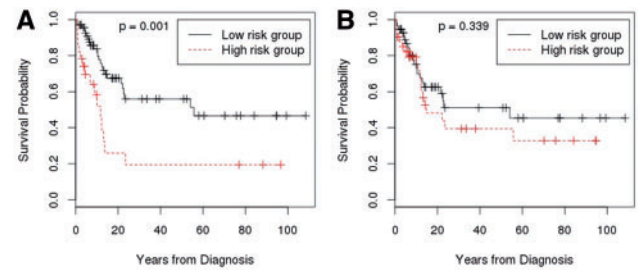 A
p = 0.001
Low risk group
High risk group
Survival Probability
0.0
0.2
0.4
0.6
0.8
1.0
0
20
40
60
80
100
Years from Diagnosis
B
p = 0.339
Low risk group
High risk group
Survival Probability
0.0
0.2
0.4
0.6
0.8
1.0
0
20
40
60
80
100
Years from Diagnosis